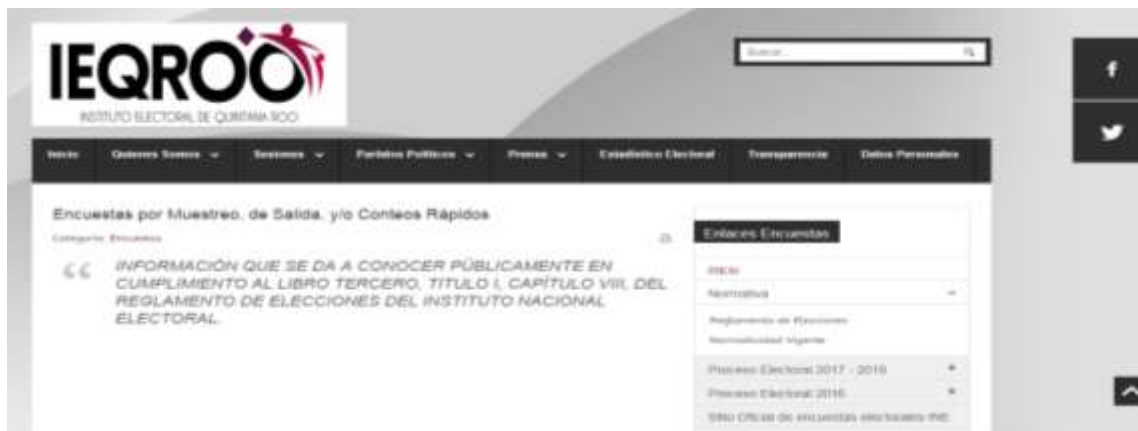 IEQROO
INSTITUTO ELECTORAL DE QUINTANA ROO
Buscar...
Inicio Quienes Somos Sesiones Partidos Políticos Prensa Estadística Electoral Transparencia Datos Personales
Encuestas por Muestreo, de Salida, y/o Conteos Rápidos
Categoría: Encuestas
INFORMACIÓN QUE SE DA A CONOCER PÚBLICAMENTE EN
CUMPLIMIENTO AL LIBRO TERCERO, TITULO I, CAPÍTULO VIII, DEL
REGLAMENTO DE ELECCIONES DEL INSTITUTO NACIONAL
ELECTORAL.
Enlaces Encuestas
Inicio
Normativa
Reglamento de Elecciones
Normatividad Vigente
Proceso Electoral 2017 - 2018
Proceso Electoral 2016
Sitio Oficial de encuestas electorales INE